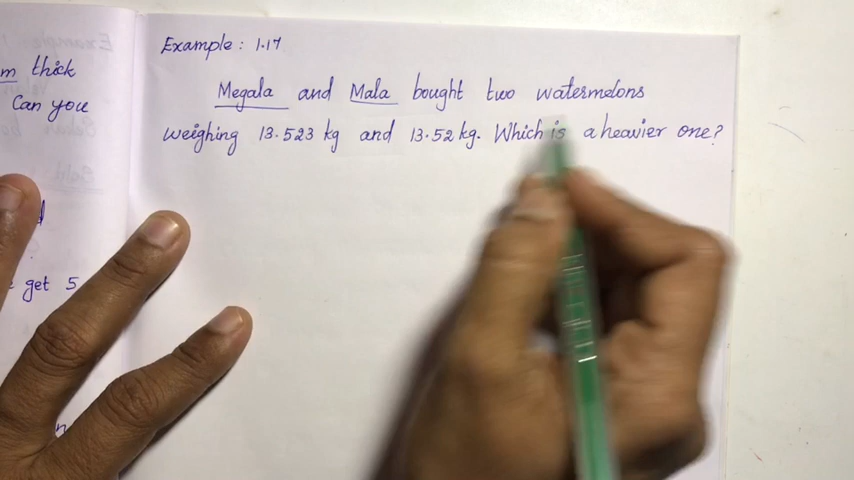 m thick
Can you
get 5
Example : 1.17
Megala and Mala bought two watermelons
weighing 13.523 kg and 13.52 kg. Which is a heavier one?